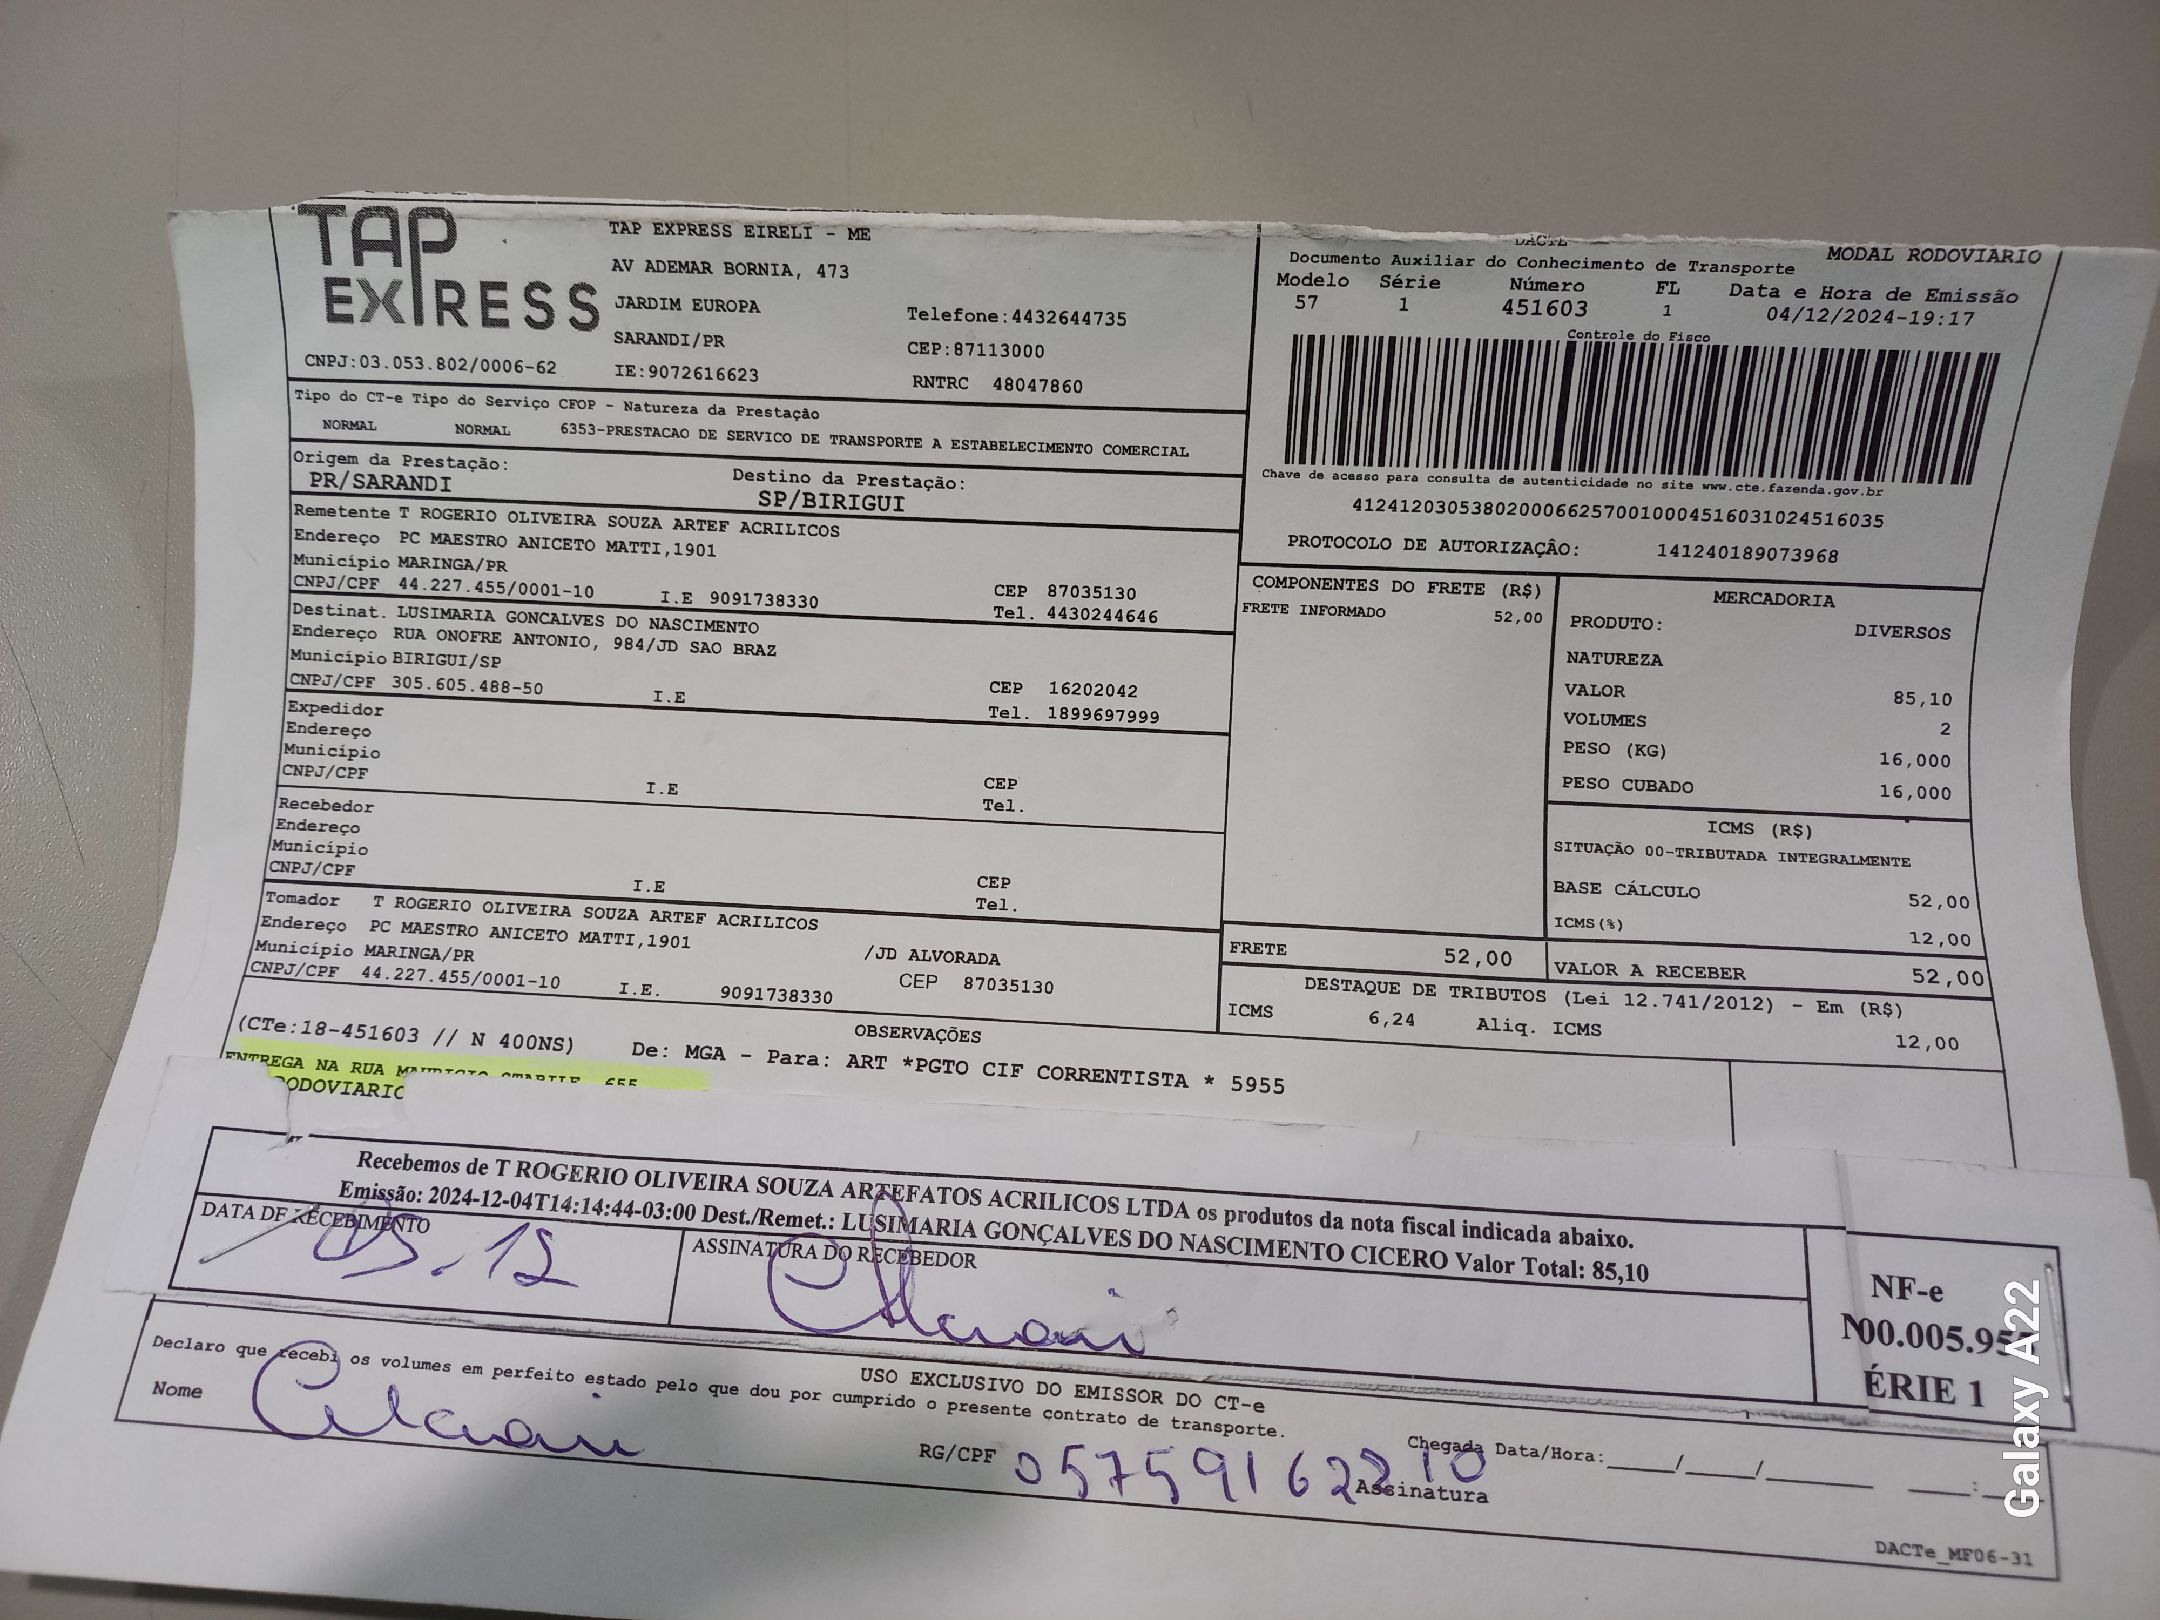 TAP EXPRESS
TAP EXPRESS EIRELI - ME
AV ADEMAR BORNIA, 473
JARDIM EUROPA
SARANDI/PR
IE:9072616623
Telefone:4432644735
CEP:87113000
RNTRC 48047860
CNPJ:03.053.802/0006-62
DACTE
MODAL RODOVIARIO
Documento Auxiliar do Conhecimento de Transporte
Modelo Série Número FL Data e Hora de Emissão
57 1 451603 1 04/12/2024-19:17
Controle do Fisco
Chave de acesso para consulta de autenticidade no site www.cte.fazenda.gov.br
41241203053802000662570010004516031024516035
PROTOCOLO DE AUTORIZAÇÃO: 141240189073968
Tipo do CT-e Tipo do Serviço CFOP - Natureza da Prestação
NORMAL NORMAL 6353-PRESTACAO DE SERVICO DE TRANSPORTE A ESTABELECIMENTO COMERCIAL
Origem da Prestação: Destino da Prestação:
PR/SARANDI SP/BIRIGUI
Remetente T ROGERIO OLIVEIRA SOUZA ARTEF ACRILICOS
Endereço PC MAESTRO ANICETO MATTI,1901
Município MARINGA/PR CEP 87035130
CNPJ/CPF 44.227.455/0001-10 I.E 9091738330 Tel. 4430244646
Destinat. LUSIMARIA GONCALVES DO NASCIMENTO
Endereço RUA ONOFRE ANTONIO, 984/JD SAO BRAZ
Município BIRIGUI/SP CEP 16202042
CNPJ/CPF 305.605.488-50 I.E Tel. 1899697999
Expedidor
Endereço
Município CEP
CNPJ/CPF I.E Tel.
Recebedor
Endereço
Município CEP
CNPJ/CPF I.E Tel.
Tomador T ROGERIO OLIVEIRA SOUZA ARTEF ACRILICOS
Endereço PC MAESTRO ANICETO MATTI,1901 /JD ALVORADA
Município MARINGA/PR CEP 87035130
CNPJ/CPF 44.227.455/0001-10 I.E. 9091738330
COMPONENTES DO FRETE (R$)
FRETE INFORMADO 52,00
MERCADORIA
PRODUTO: DIVERSOS
NATUREZA
VALOR 85,10
VOLUMES 2
PESO (KG) 16,000
PESO CUBADO 16,000
ICMS (R$)
SITUAÇÃO 00-TRIBUTADA INTEGRALMENTE
BASE CÁLCULO 52,00
ICMS(%) 12,00
FRETE 52,00 VALOR A RECEBER 52,00
DESTAQUE DE TRIBUTOS (Lei 12.741/2012) - Em (R$)
ICMS 6,24 Aliq. ICMS 12,00
OBSERVAÇÕES
(CTe:18-451603 // N 400NS) De: MGA - Para: ART *PGTO CIF CORRENTISTA * 5955
ENTREGA NA RUA MAURICIO STABILE, 655
RODOVIARIO
Recebemos de T ROGERIO OLIVEIRA SOUZA ARTEFATOS ACRILICOS LTDA os produtos da nota fiscal indicada abaixo.
Emissão: 2024-12-04T14:14:44-03:00 Dest./Remet.: LUSIMARIA GONÇALVES DO NASCIMENTO CICERO Valor Total: 85,10
DATA DE RECEBIMENTO ASSINATURA DO RECEBEDOR
05.12
NF-e
N00.005.955
ÉRIE 1
USO EXCLUSIVO DO EMISSOR DO CT-e
Declaro que recebi os volumes em perfeito estado pelo que dou por cumprido o presente contrato de transporte.
Nome
RG/CPF 05759162210
Chegada Data/Hora:____/____/______ ____:____
Assinatura
DACTe_MF06-31
Galaxy A22